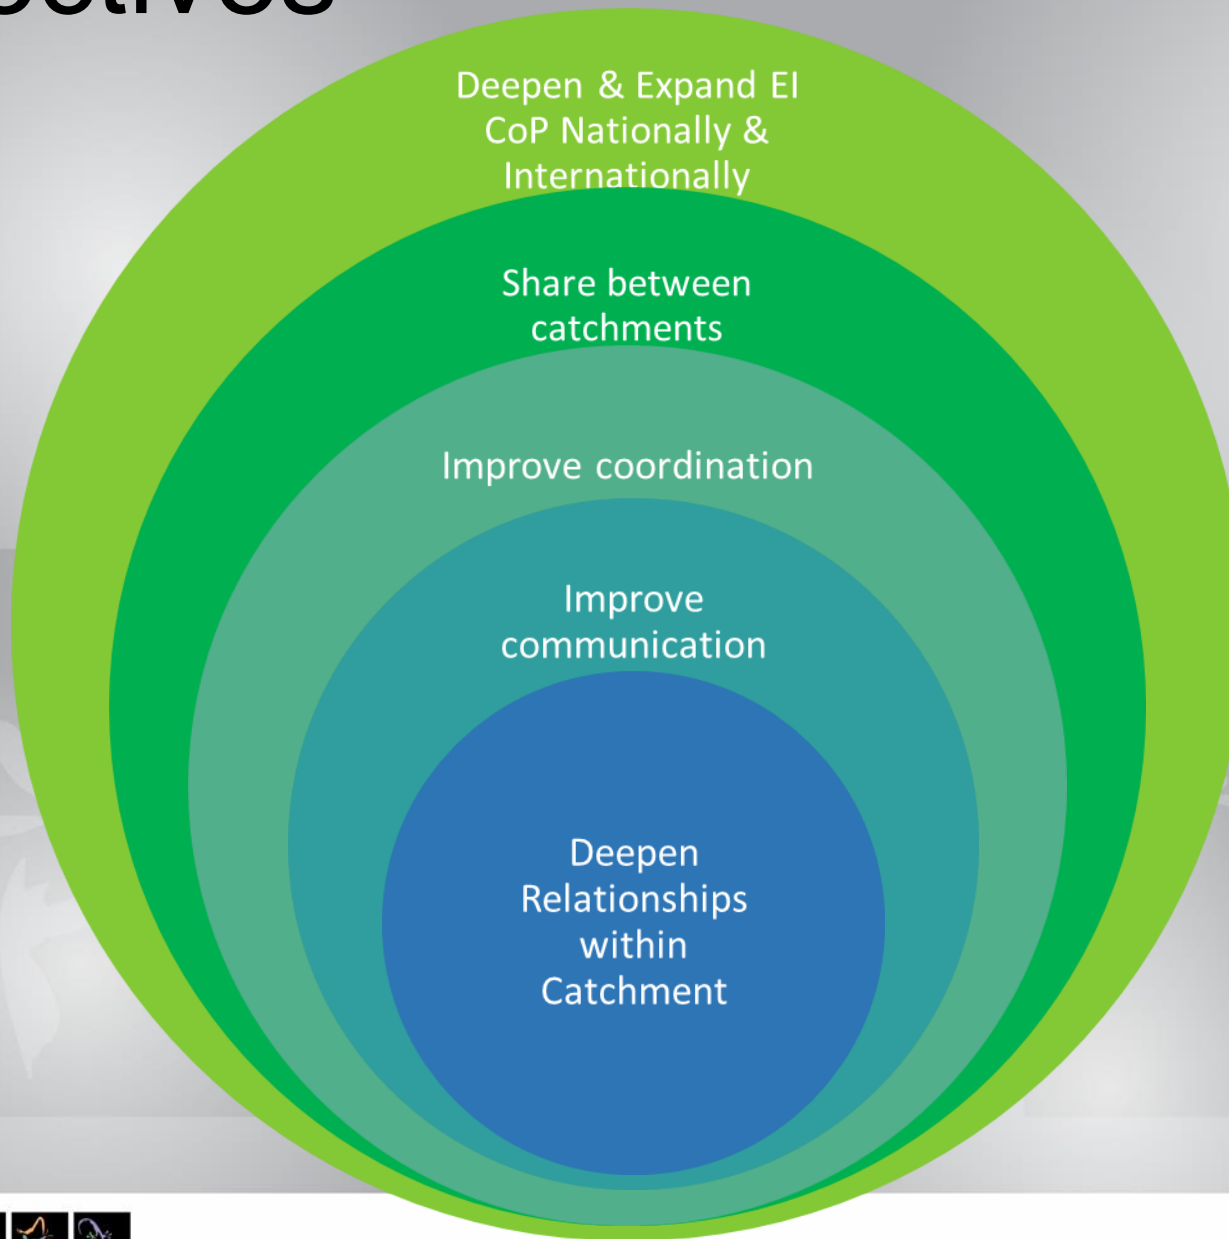 Deepen & Expand EI
CoP Nationally &
Internationally
Share between
catchments
Improve coordination
Improve
communication
Deepen
Relationships
within
Catchment